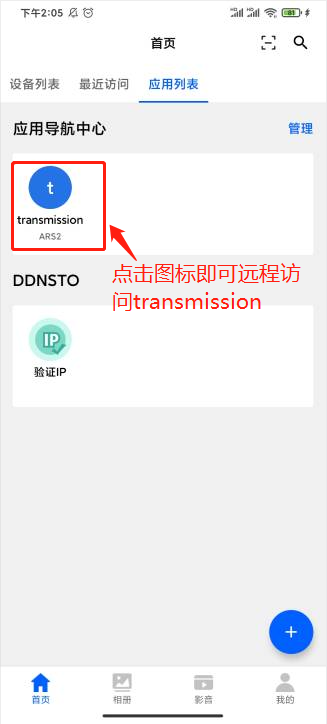 下午2:05
HD HD 81
首页
设备列表 最近访问 应用列表
应用导航中心 管理
t
transmission
ARS2
点击图标即可远程访
问transmission
DDNSTO
IP
验证IP
+
首页 相册 影音 我的